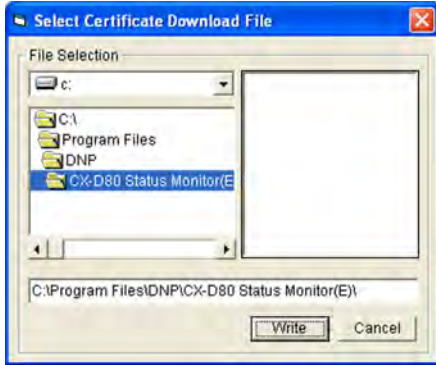 Select Certificate Download File
File Selection
c:
C:\
Program Files
DNP
CX-D80 Status Monitor(E
C:\Program Files\DNP\CX-D80 Status Monitor(E)\
Write
Cancel